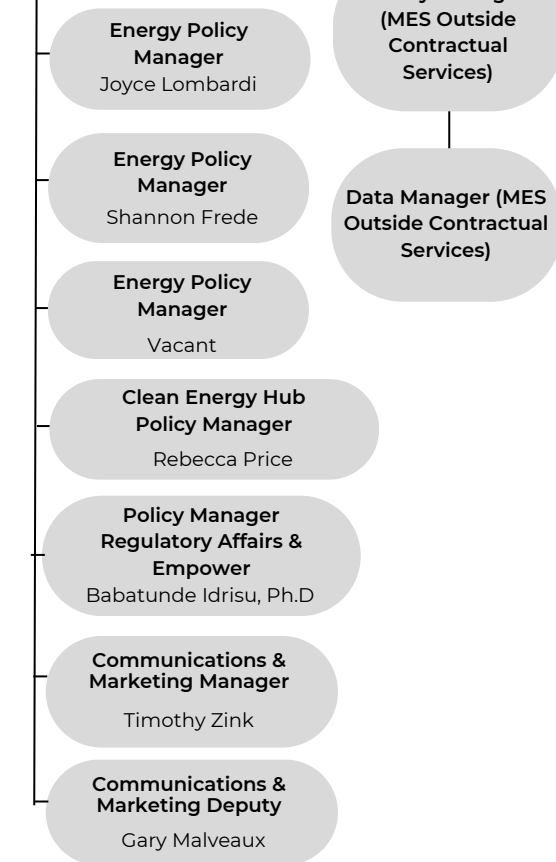 Energy Policy
Manager
Joyce Lombardi
Energy Policy
Manager
Shannon Frede
Energy Policy
Manager
Vacant
Clean Energy Hub
Policy Manager
Rebecca Price
Policy Manager
Regulatory Affairs &
Empower
Babatunde Idrisu, Ph.D
Communications &
Marketing Manager
Timothy Zink
Communications &
Marketing Deputy
Gary Malveaux
(MES Outside
Contractual
Services)
Data Manager (MES
Outside Contractual
Services)